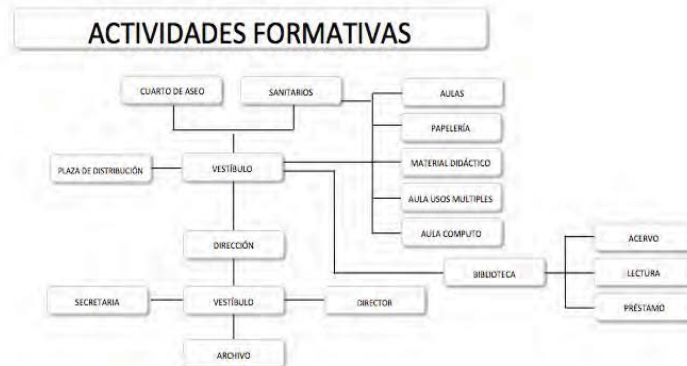 ACTIVIDADES FORMATIVAS
CUARTO DE ASEO
SANITARIOS
AULAS
PAPELERÍA
PLAZA DE DISTRIBUCIÓN
VESTÍBULO
MATERIAL DIDÁCTICO
AULA USOS MULTIPLES
AULA COMPUTO
DIRECCIÓN
ACERVO
BIBLIOTECA
LECTURA
SECRETARIA
VESTÍBULO
DIRECTOR
PRÉSTAMO
ARCHIVO